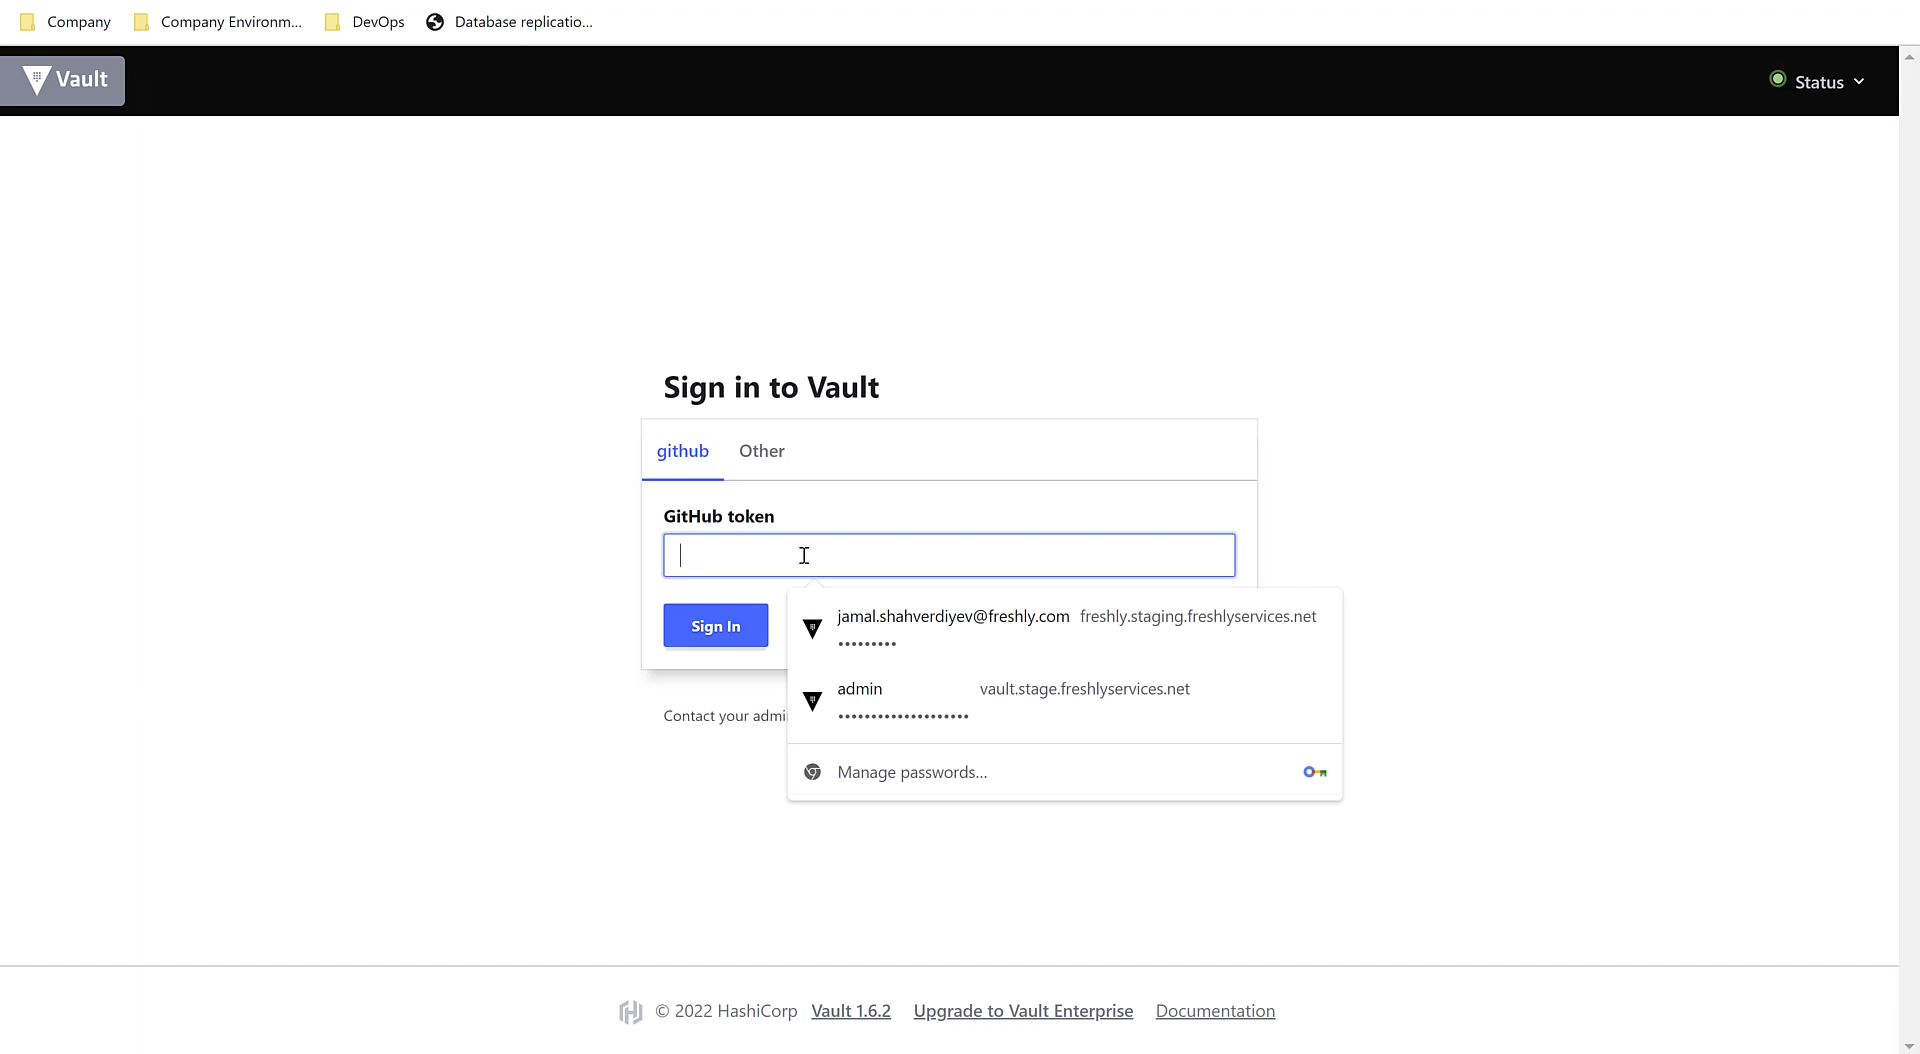 Company
Company Environm...
DevOps
Database replicatio...
Vault
Status
Sign in to Vault
github
Other
GitHub token
Sign In
jamal.shahverdiyev@freshly.com freshly.staging.freshlyservices.net
•••••••••
admin vault.stage.freshlyservices.net
••••••••••••••••••••
Manage passwords...
Contact your admi
© 2022 HashiCorp Vault 1.6.2 Upgrade to Vault Enterprise Documentation